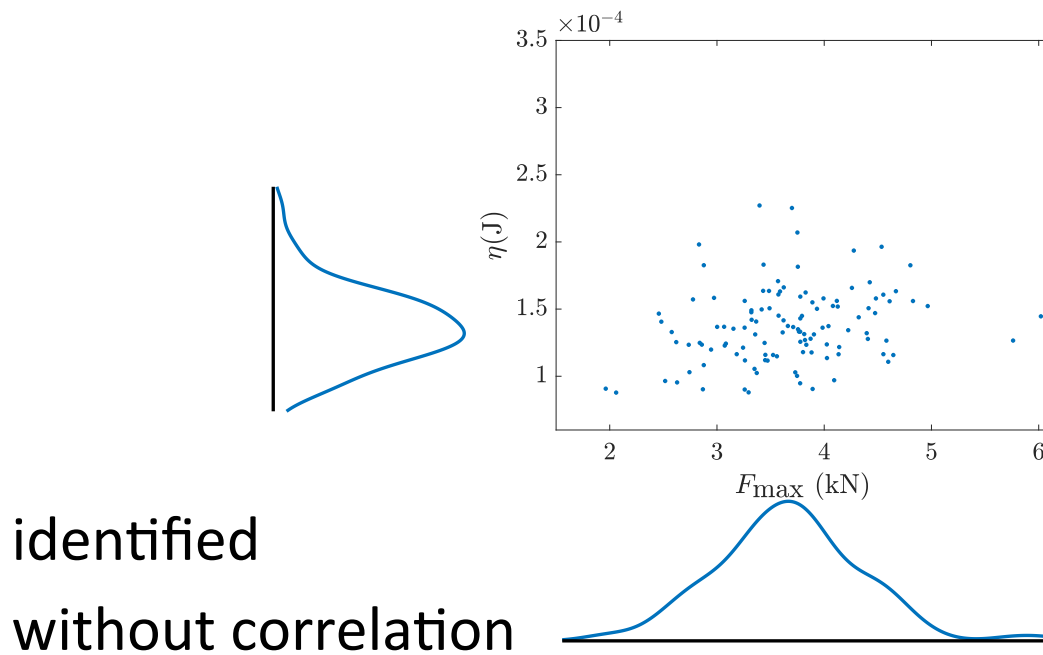 ×10⁻⁴
3.5
3
2.5
2
1.5
1
η(J)
2 3 4 5 6
F_max (kN)
identified
without correlation